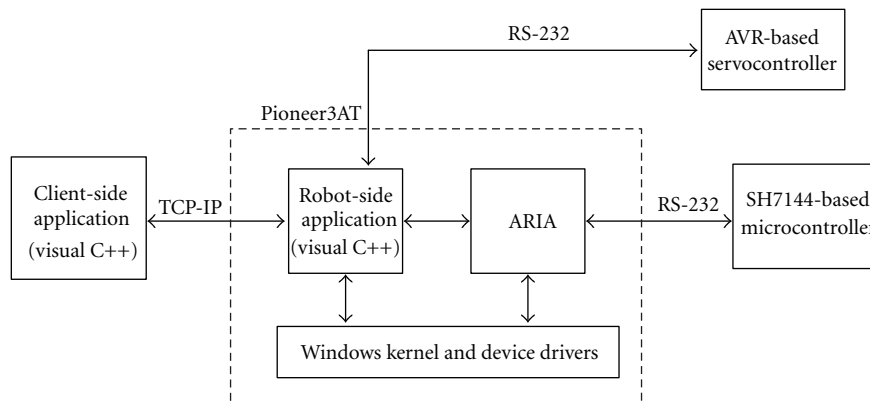 RS-232
AVR-based
servocontroller
Pioneer3AT
Client-side
application
(visual C++)
TCP-IP
Robot-side
application
(visual C++)
ARIA
RS-232
SH7144-based
microcontroller
Windows kernel and device drivers